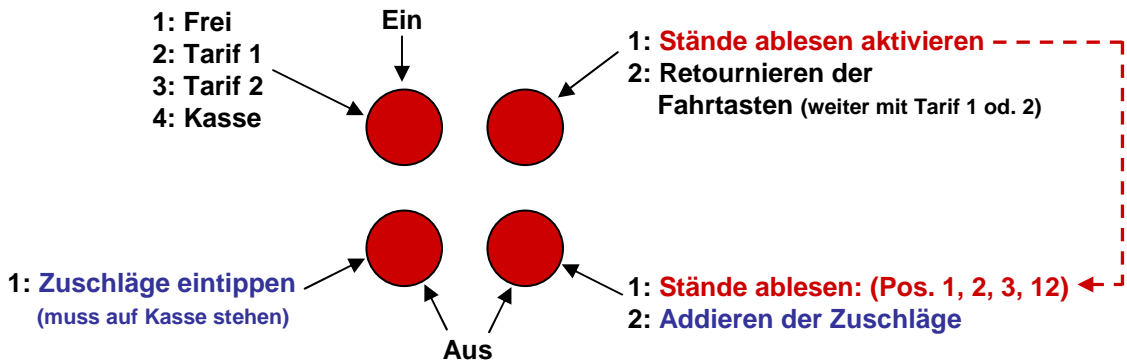 1: Frei
2: Tarif 1
3: Tarif 2
4: Kasse
Ein
1: Stände ablesen aktivieren
2: Retournieren der
Fahrtasten (weiter mit Tarif 1 od. 2)
1: Zuschläge eintippen
(muss auf Kasse stehen)
Aus
1: Stände ablesen: (Pos. 1, 2, 3, 12)
2: Addieren der Zuschläge